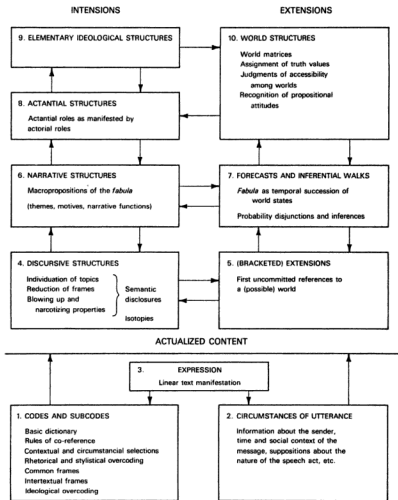 INTENSIONS
EXTENSIONS
9. ELEMENTARY IDEOLOGICAL STRUCTURES
10. WORLD STRUCTURES
World matrices
Assignment of truth values
Judgments of accessibility
among worlds
Recognition of propositional
attitudes
8. ACTANTIAL STRUCTURES
Actantial roles as manifested by
actorial roles
6. NARRATIVE STRUCTURES
Macropropositions of the fabula
(themes, motives, narrative functions)
7. FORECASTS AND INFERENTIAL WALKS
Fabula as temporal succession of
world states
Probability disjunctions and inferences
4. DISCURSIVE STRUCTURES
Individuation of topics
Reduction of frames
Blowing up and
narcotizing properties
Semantic
disclosures
Isotopies
5. (BRACKETED) EXTENSIONS
First uncommitted references to
a (possible) world
ACTUALIZED CONTENT
3. EXPRESSION
Linear text manifestation
1. CODES AND SUBCODES
Basic dictionary
Rules of co-reference
Contextual and circumstancial selections
Rhetorical and stylistical overcoding
Common frames
Intertextual frames
Ideological overcoding
2. CIRCUMSTANCES OF UTTERANCE
Information about the sender,
time and social context of the
message, suppositions about the
nature of the speech act, etc.